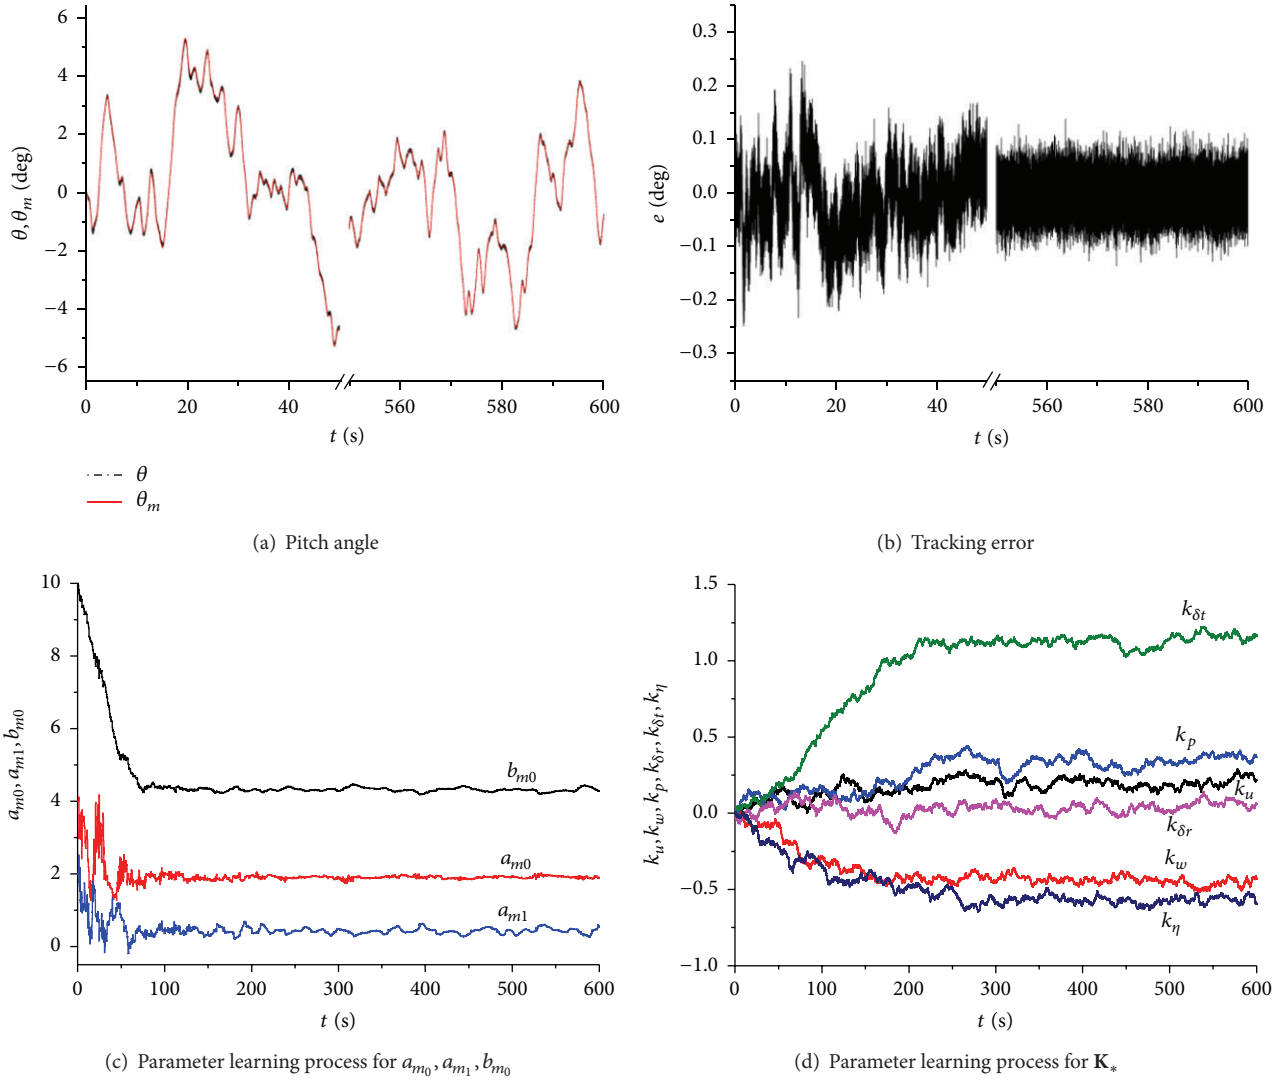 6
4
2
0
−2
−4
−6
θ, θm (deg)
0 20 40 560 580 600
t (s)
θ
θm
(a) Pitch angle
0.3
0.2
0.1
0.0
−0.1
−0.2
−0.3
e (deg)
0 20 40 560 580 600
t (s)
(b) Tracking error
10
8
6
4
2
0
am0, am1, bm0
bm0
am0
am1
0 100 200 300 400 500 600
t (s)
(c) Parameter learning process for am0, am1, bm0
1.5
1.0
0.5
0.0
−0.5
−1.0
ku, kw, kp, kδr, kδt, kη
kδt
kp
ku
kδr
kw
kη
0 100 200 300 400 500 600
t (s)
(d) Parameter learning process for K*